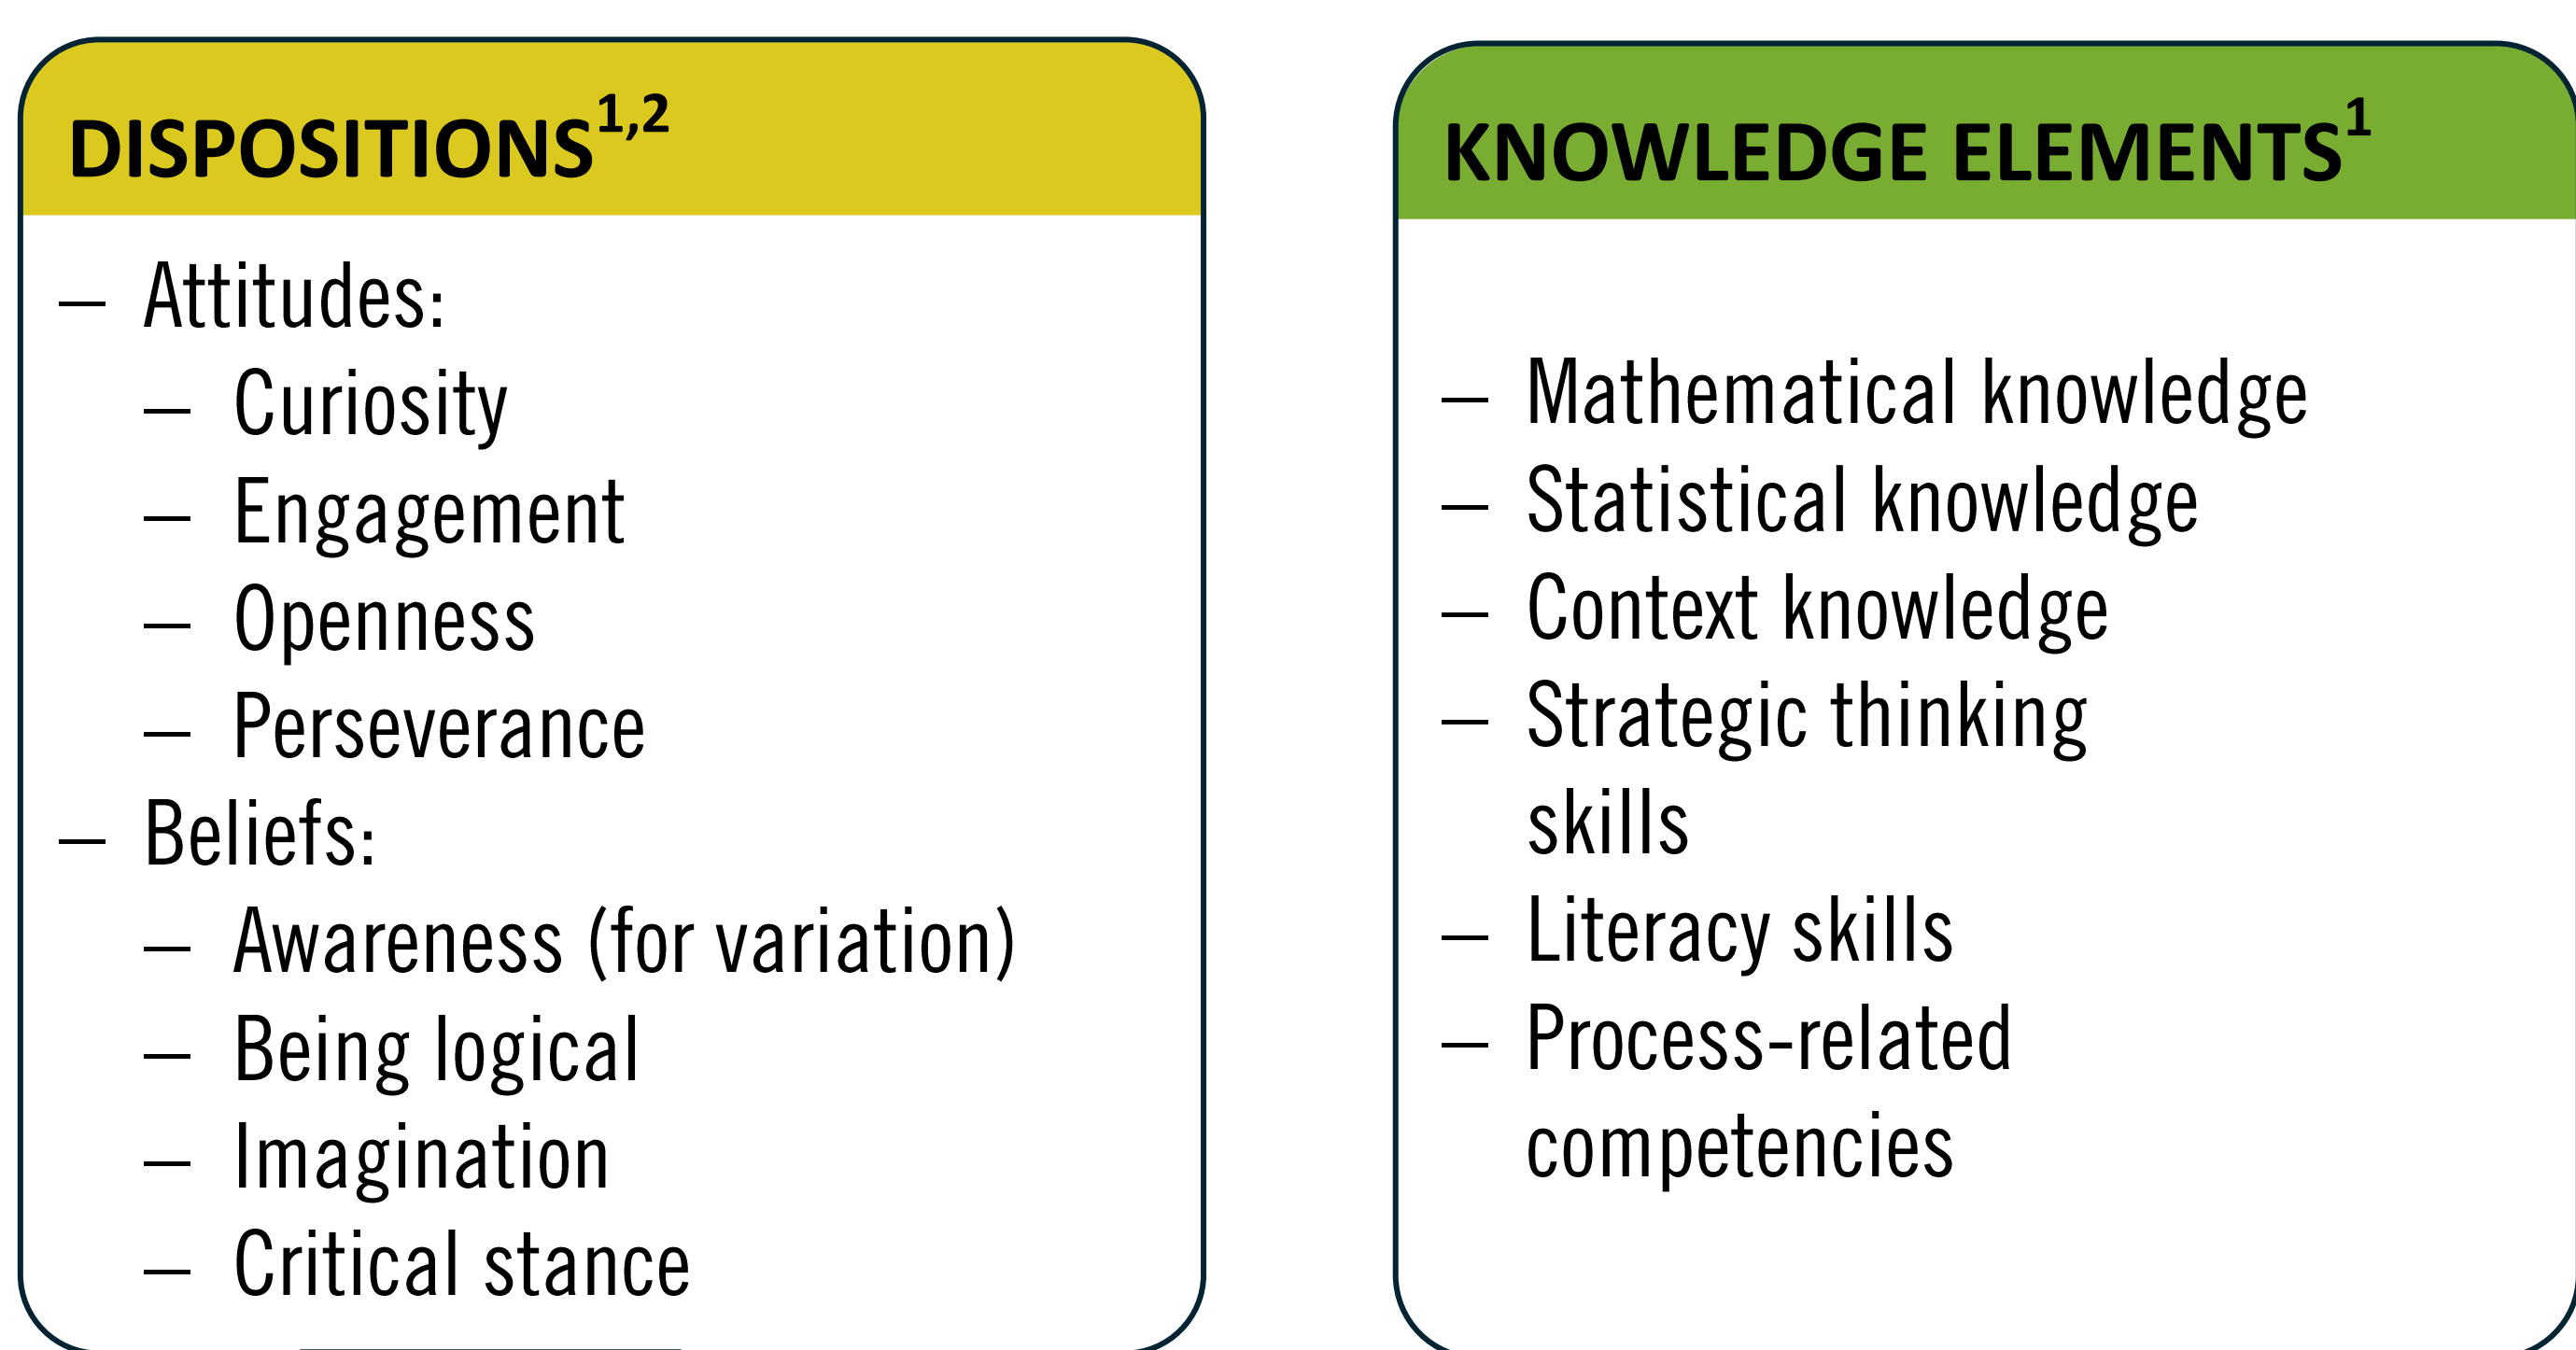 DISPOSITIONS1,2
– Attitudes:
– Curiosity
– Engagement
– Openness
– Perseverance
– Beliefs:
– Awareness (for variation)
– Being logical
– Imagination
– Critical stance
KNOWLEDGE ELEMENTS1
– Mathematical knowledge
– Statistical knowledge
– Context knowledge
– Strategic thinking
skills
– Literacy skills
– Process-related
competencies